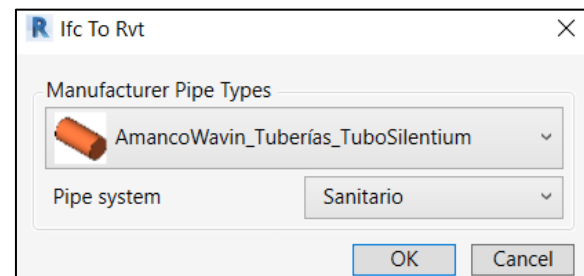 Ifc To Rvt
Manufacturer Pipe Types
AmancoWavin_Tuberías_TuboSilentium
Pipe system Sanitario
OK Cancel